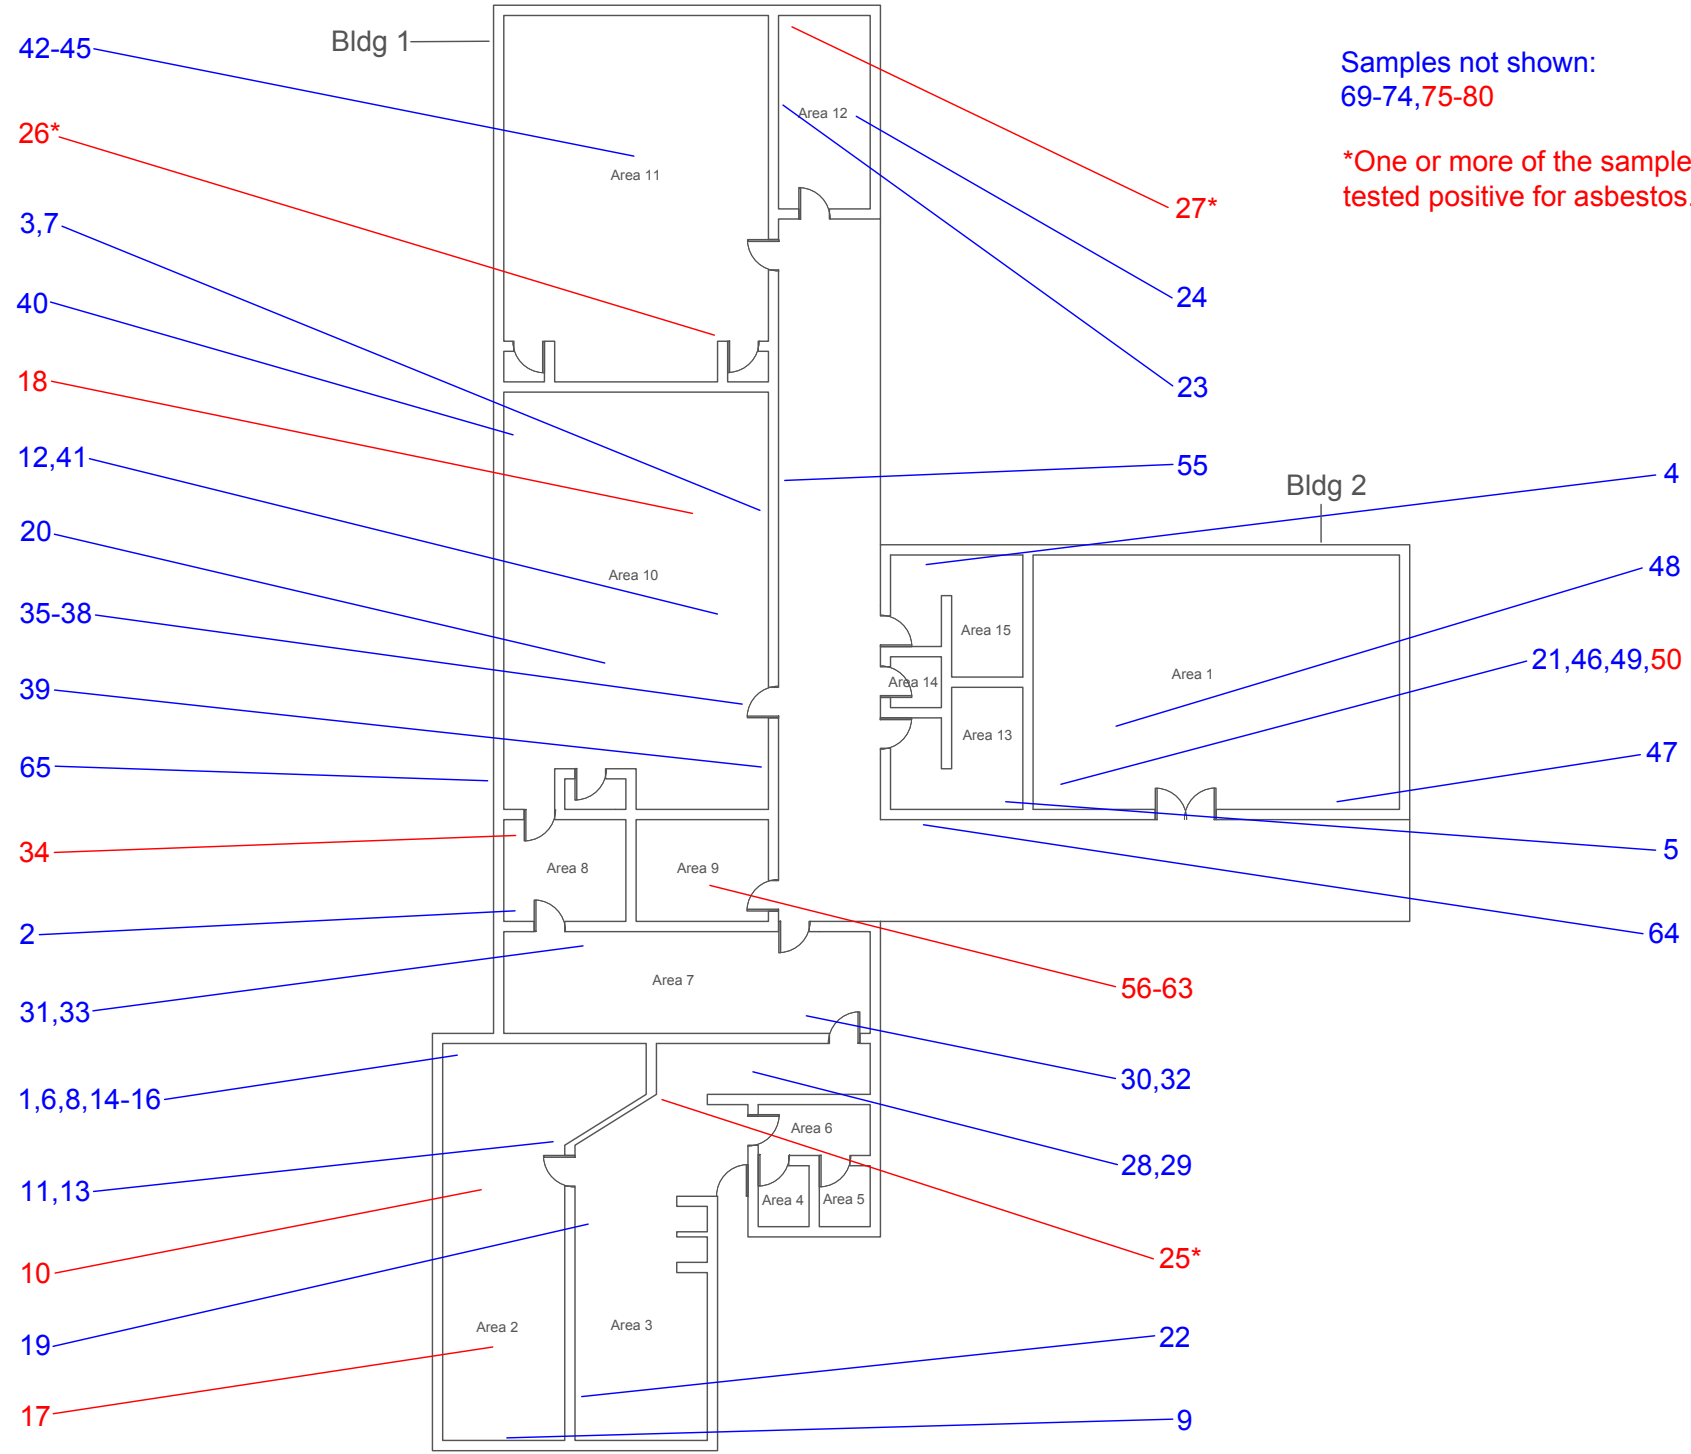 Bldg 1
42-45
26*
3,7
40
18
12,41
20
35-38
39
65
34
2
31,33
1,6,8,14-16
11,13
10
19
17
Area 11
Area 12
Area 10
Area 8
Area 9
Area 7
Area 6
Area 4
Area 5
Area 2
Area 3
Samples not shown:
69-74,75-80
*One or more of the sample
tested positive for asbestos.
27*
24
23
55
Bldg 2
Area 15
Area 14
Area 13
Area 1
4
48
21,46,49,50
47
5
64
56-63
30,32
28,29
25*
22
9